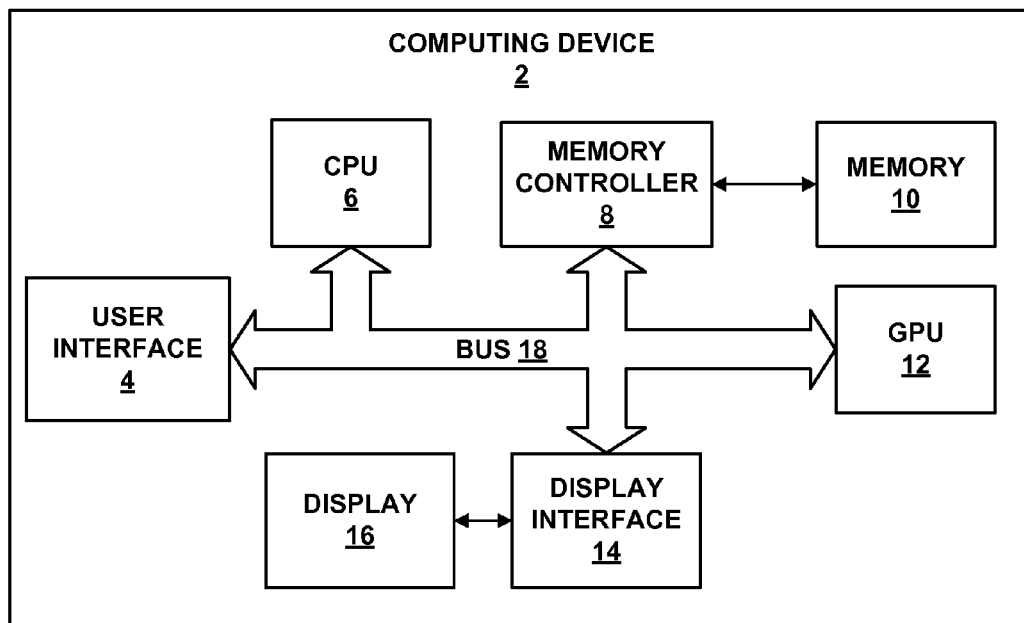 COMPUTING DEVICE
2
CPU
6
MEMORY
CONTROLLER
8
MEMORY
10
USER
INTERFACE
4
BUS 18
GPU
12
DISPLAY
16
DISPLAY
INTERFACE
14